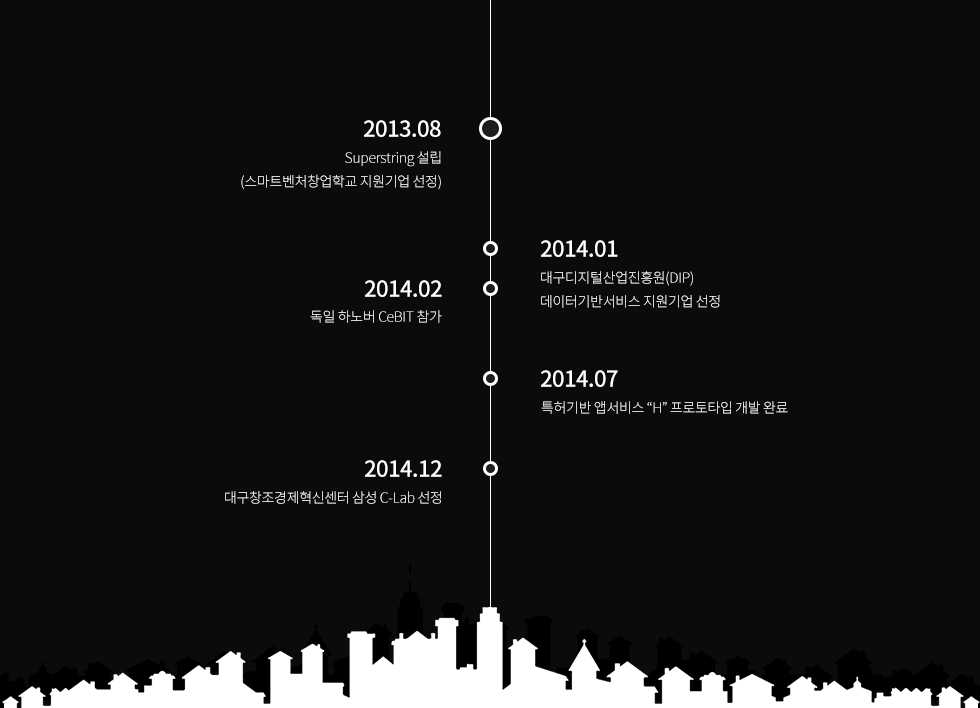 2013.08
Superstring 설립
(스마트벤처창업학교 지원기업 선정)
2014.01
대구디지털산업진흥원(DIP)
데이터기반서비스 지원기업 선정
2014.02
독일 하노버 CeBIT 참가
2014.07
특허기반 앱서비스 “H” 프로토타입 개발 완료
2014.12
대구창조경제혁신센터 삼성 C-Lab 선정